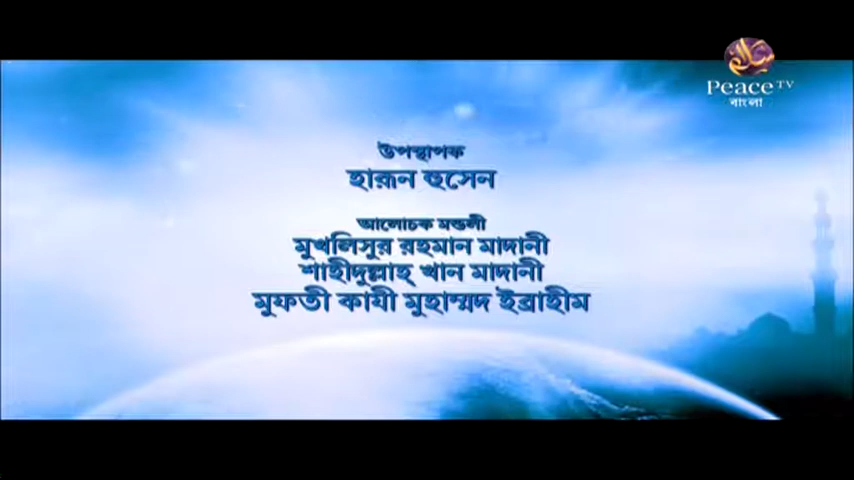 Peace TV
বাংলা
উপস্থাপক
হারূন হুসেন
আলোচক মন্ডলী
মুখলিসুর রহমান মাদানী
শাহীদুল্লাহ্ খান মাদানী
মুফতী কাযী মুহাম্মদ ইব্রাহীম